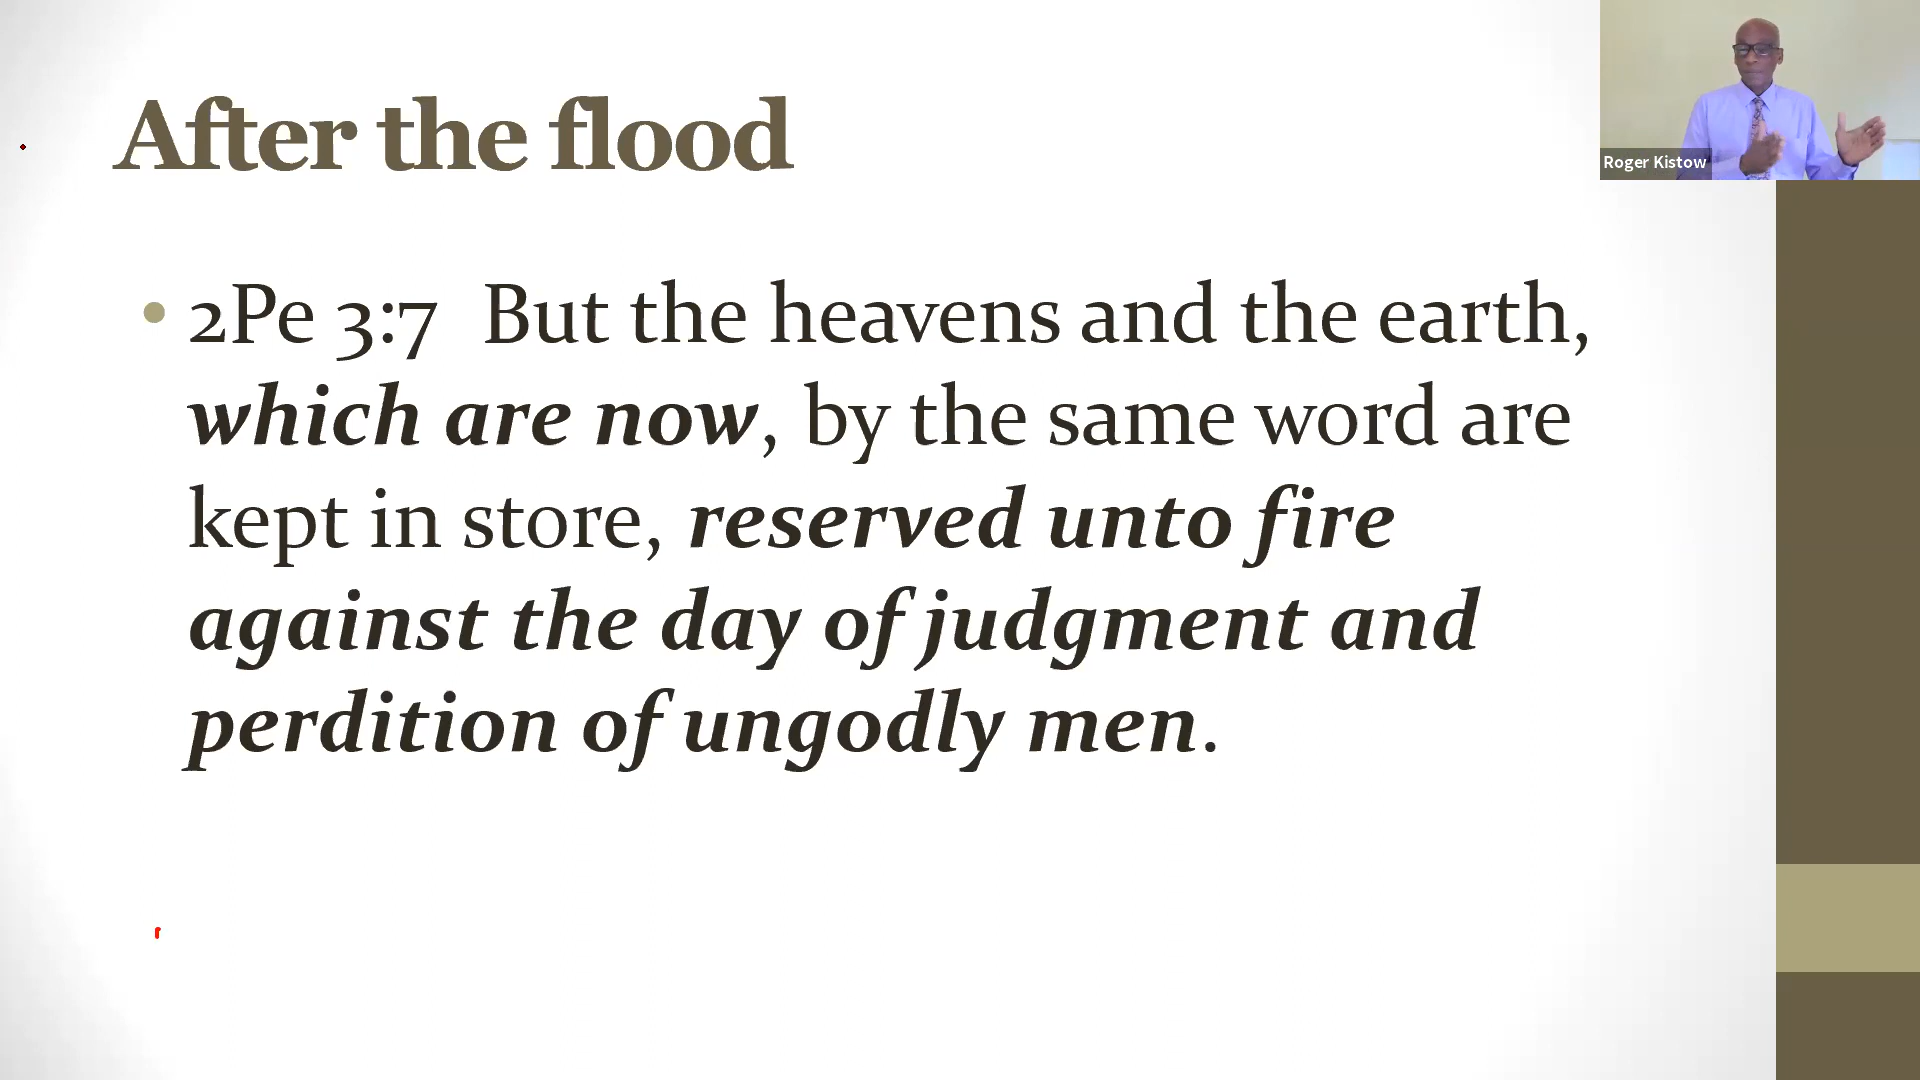 After the flood
• 2Pe 3:7 But the heavens and the earth,
which are now, by the same word are
kept in store, reserved unto fire
against the day of judgment and
perdition of ungodly men.
Roger Kistow